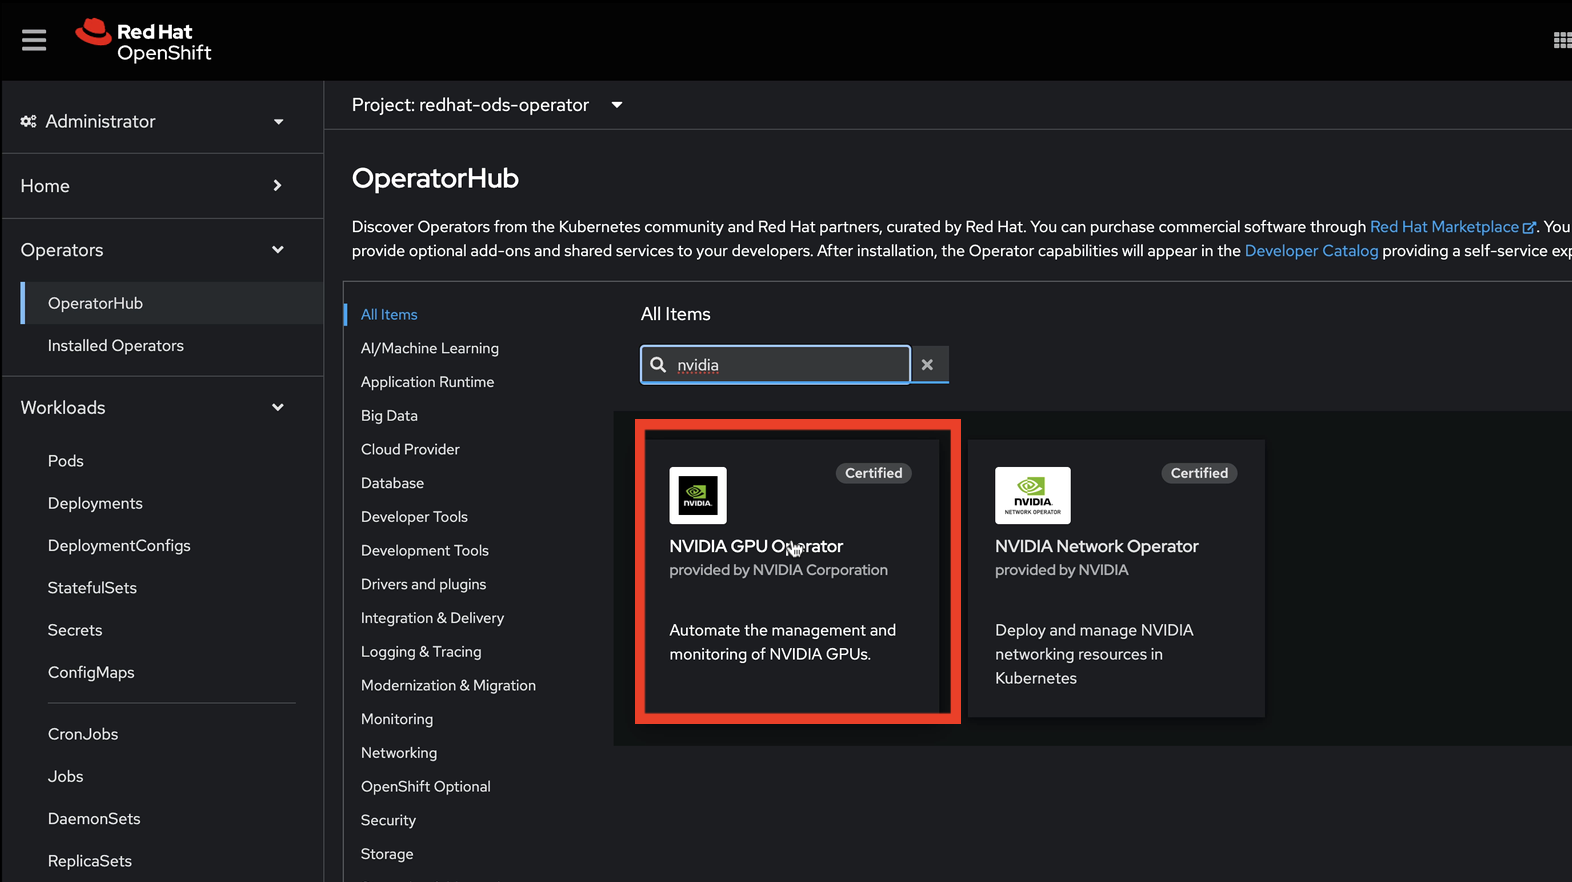 Red Hat
OpenShift
Project: redhat-ods-operator
Administrator
Home
Operators
OperatorHub
Installed Operators
Workloads
Pods
Deployments
DeploymentConfigs
StatefulSets
Secrets
ConfigMaps
CronJobs
Jobs
DaemonSets
ReplicaSets
OperatorHub
Discover Operators from the Kubernetes community and Red Hat partners, curated by Red Hat. You can purchase commercial software through Red Hat Marketplace. You
provide optional add-ons and shared services to your developers. After installation, the Operator capabilities will appear in the Developer Catalog providing a self-service exp
All Items
AI/Machine Learning
Application Runtime
Big Data
Cloud Provider
Database
Developer Tools
Development Tools
Drivers and plugins
Integration & Delivery
Logging & Tracing
Modernization & Migration
Monitoring
Networking
OpenShift Optional
Security
Storage
All Items
nvidia
NVIDIA.
Certified
NVIDIA GPU Operator
provided by NVIDIA Corporation
Automate the management and
monitoring of NVIDIA GPUs.
NVIDIA.
NETWORK OPERATOR
Certified
NVIDIA Network Operator
provided by NVIDIA
Deploy and manage NVIDIA
networking resources in
Kubernetes